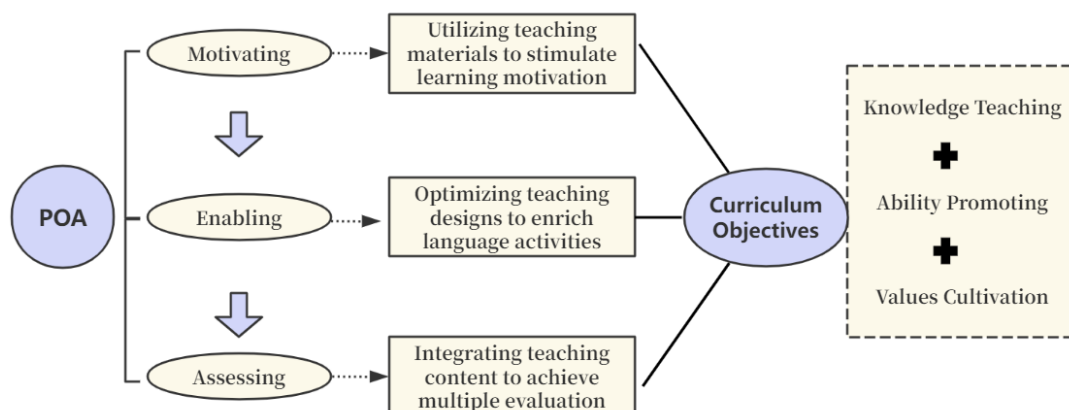 POA
Motivating
Utilizing teaching
materials to stimulate
learning motivation
Enabling
Optimizing teaching
designs to enrich
language activities
Assessing
Integrating teaching
content to achieve
multiple evaluation
Curriculum
Objectives
Knowledge Teaching
Ability Promoting
Values Cultivation